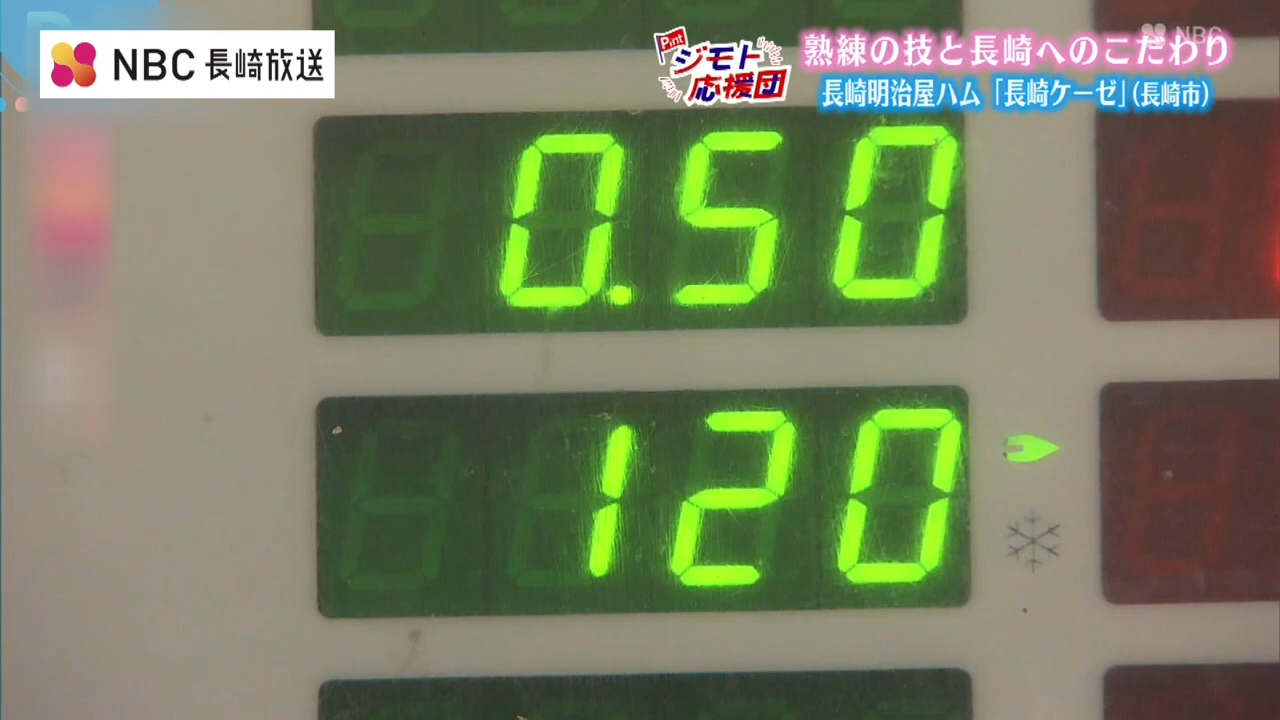 NBC 長崎放送
Pint
ジモト
応援団
NBC
熟練の技と長崎へのこだわり
長崎明治屋ハム「長崎ケーゼ」(長崎市)
0.50
120